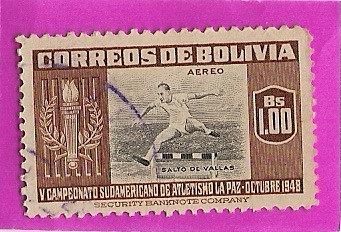 CORREOS DE BOLIVIA
AEREO
Bs
1.00
SALTO DE VALLAS
V CAMPEONATO SUDAMERICANO DE ATLETISMO LA PAZ - OCTUBRE 1948
SECURITY BANKNOTE COMPANY